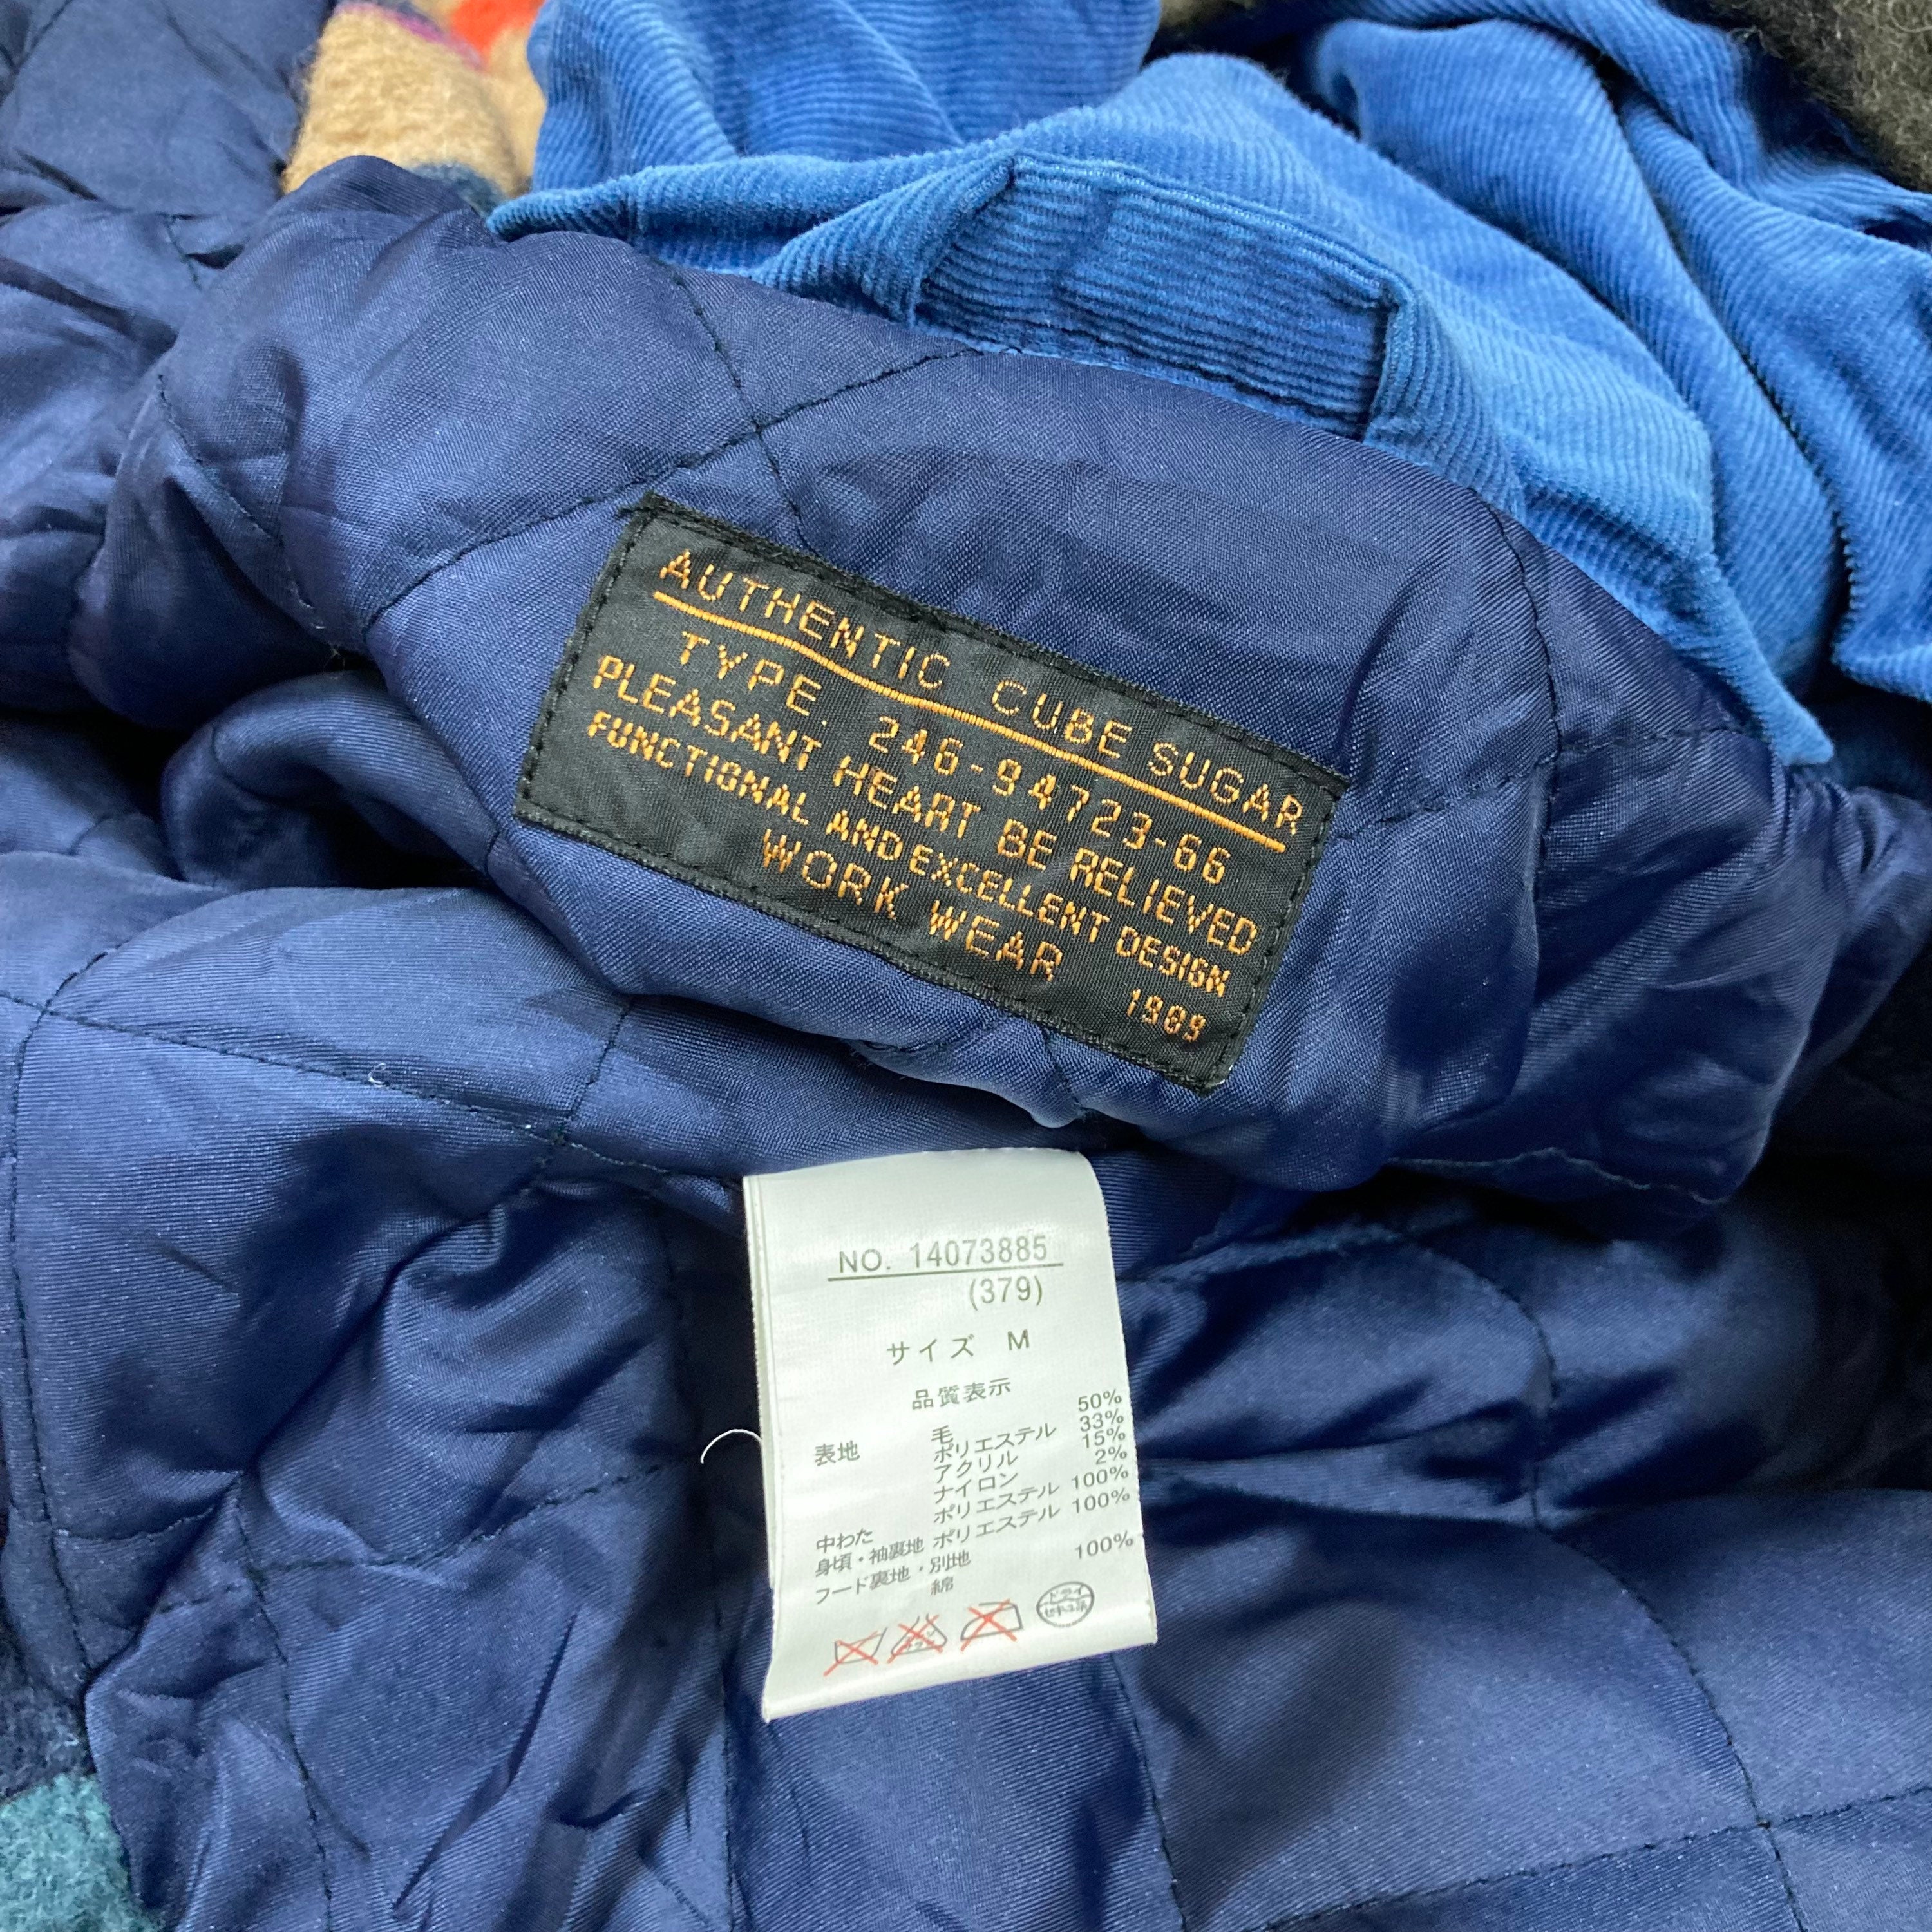 AUTHENTIC CUBE SUGAR
TYPE. 246-94723-66
PLEASANT HEART BE RELIEVED
FUNCTIONAL AND EXCELLENT DESIGN
WORK WEAR
1909
NO. 14073885
(379)
サイズ M
品質表示
表地 毛 50%
ポリエステル 33%
アクリル 15%
ナイロン 2%
中わた ポリエステル 100%
身頃・袖裏地 ポリエステル 100%
フード裏地・別地
綿 100%
ドライ